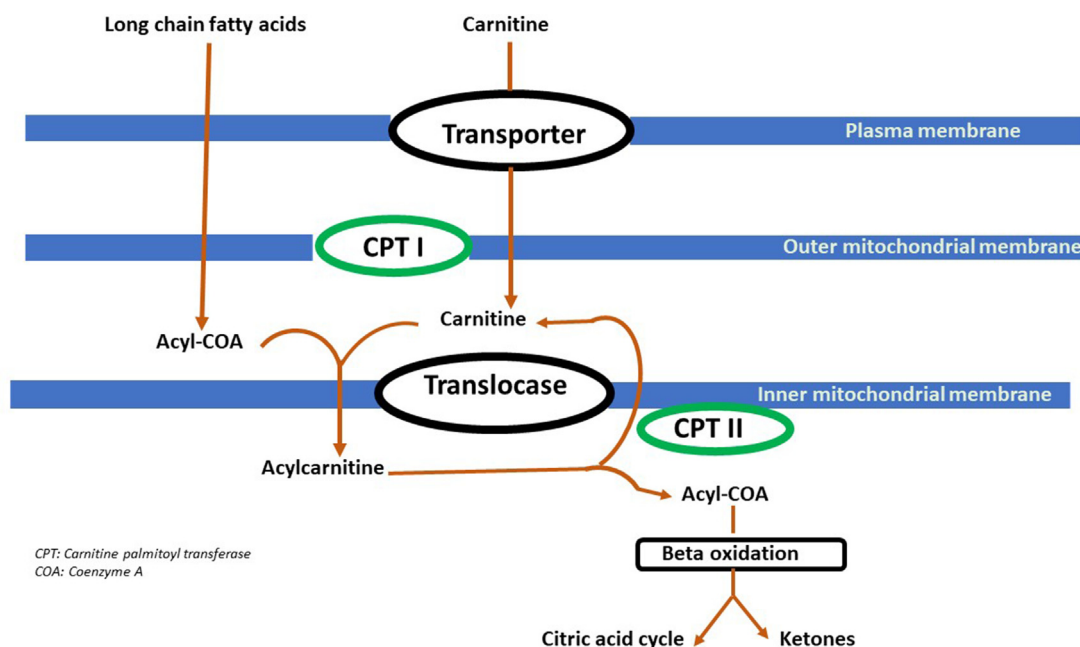 Long chain fatty acids
Carnitine
Transporter
Plasma membrane
CPT I
Outer mitochondrial membrane
Carnitine
Acyl-COA
Translocase
Inner mitochondrial membrane
CPT II
Acylcarnitine
Acyl-COA
CPT: Carnitine palmitoyl transferase
COA: Coenzyme A
Beta oxidation
Citric acid cycle
Ketones